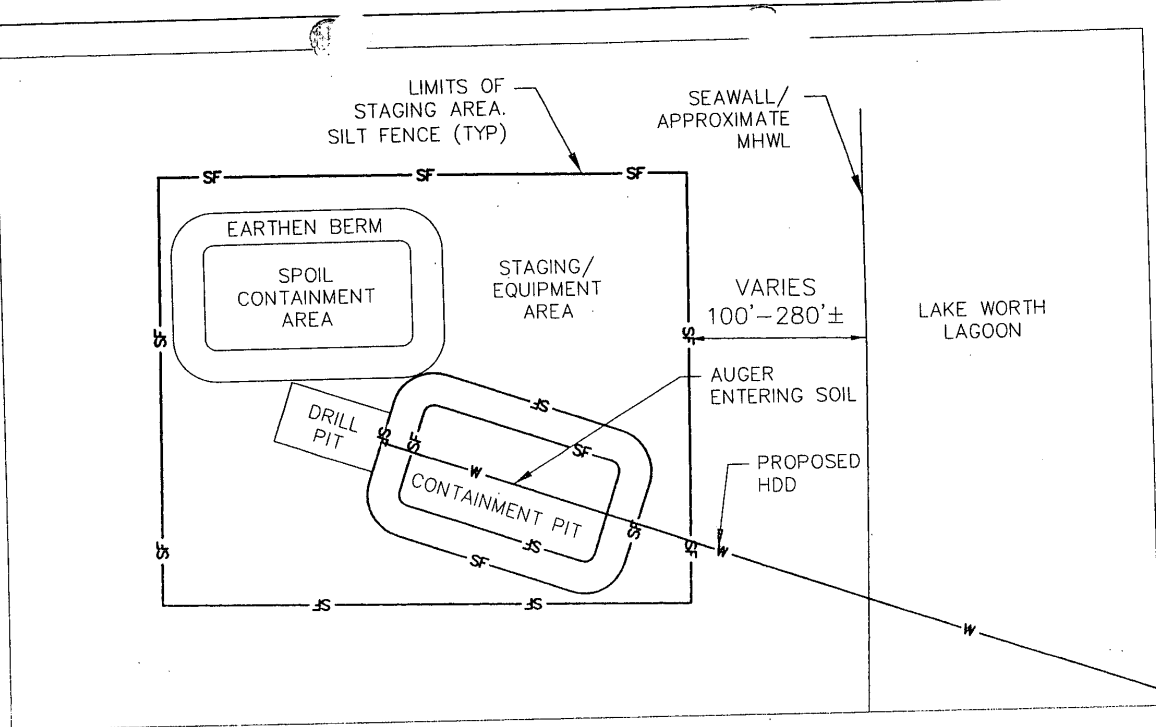 LIMITS OF
STAGING AREA.
SILT FENCE (TYP)
SEAWALL/
APPROXIMATE
MHWL
SF
SF
SF
EARTHEN BERM
SPOIL
CONTAINMENT
AREA
STAGING/
EQUIPMENT
AREA
VARIES
100'-280'±
LAKE WORTH
LAGOON
SF
SF
AUGER
ENTERING SOIL
DRILL
PIT
SF
SF
SF
SF
W
CONTAINMENT PIT
PROPOSED
HDD
SF
SF
SF
SF
SF
W
W
SF
SF